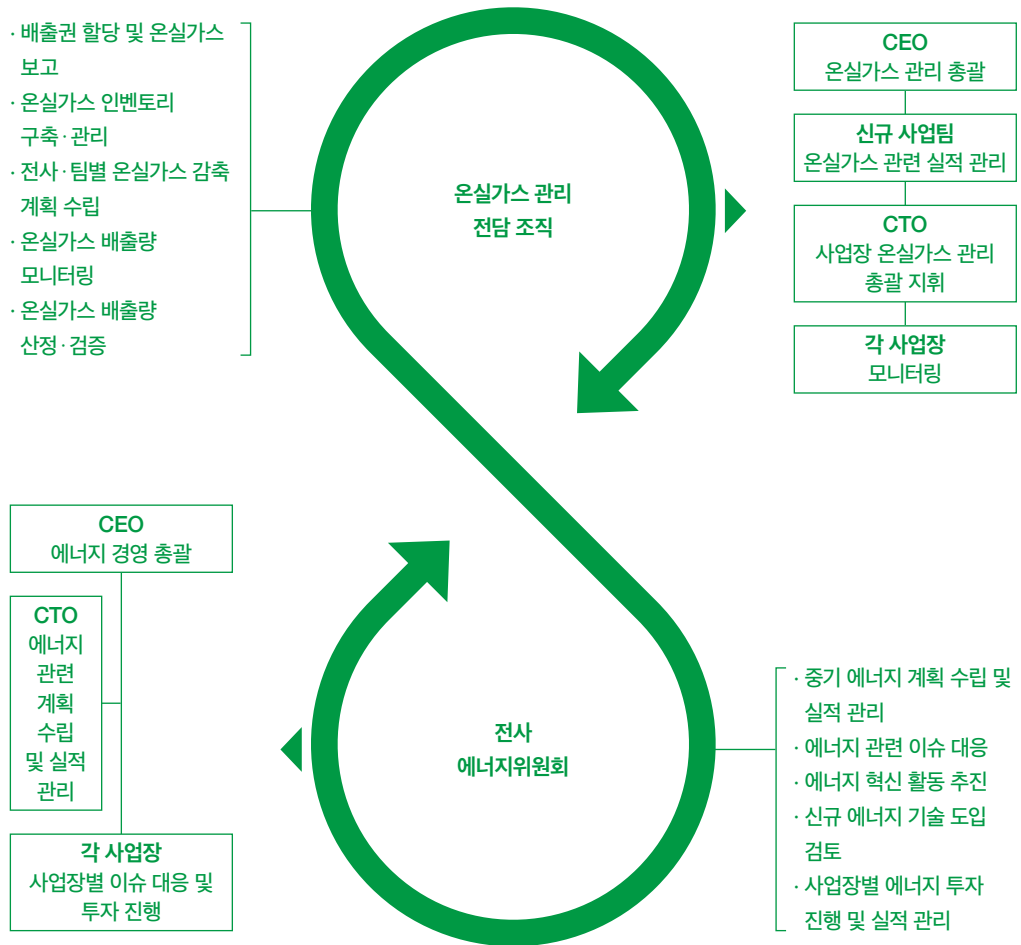 · 배출권 할당 및 온실가스
보고
· 온실가스 인벤토리
구축·관리
· 전사·팀별 온실가스 감축
계획 수립
· 온실가스 배출량
모니터링
· 온실가스 배출량
산정·검증
온실가스 관리
전담 조직
CEO
온실가스 관리 총괄
신규 사업팀
온실가스 관련 실적 관리
CTO
사업장 온실가스 관리
총괄 지휘
각 사업장
모니터링
CEO
에너지 경영 총괄
CTO
에너지
관련
계획
수립
및 실적
관리
각 사업장
사업장별 이슈 대응 및
투자 진행
전사
에너지위원회
· 중기 에너지 계획 수립 및
실적 관리
· 에너지 관련 이슈 대응
· 에너지 혁신 활동 추진
· 신규 에너지 기술 도입
검토
· 사업장별 에너지 투자
진행 및 실적 관리